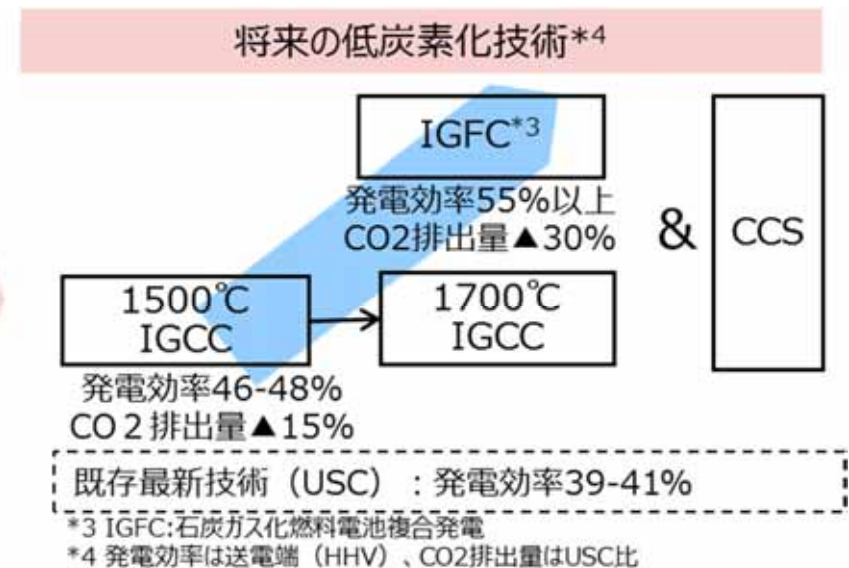 将来の低炭素化技術*4
IGFC*3
発電効率55%以上
CO2排出量▲30%
&
CCS
1500℃
IGCC
1700℃
IGCC
発電効率46-48%
CO２排出量▲15%
既存最新技術（USC）：発電効率39-41%
*3 IGFC:石炭ガス化燃料電池複合発電
*4 発電効率は送電端（HHV）、CO2排出量はUSC比